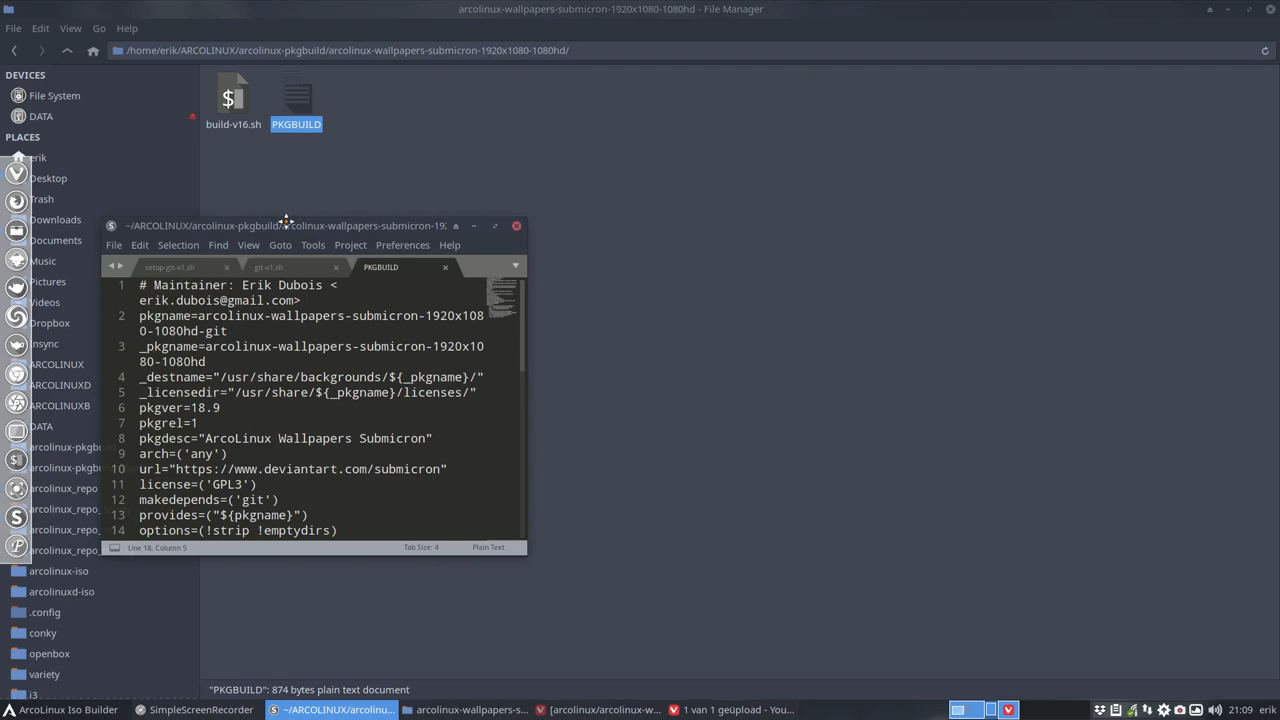 arcolinux-wallpapers-submicron-1920x1080-1080hd - File Manager
File Edit View Go Help
/home/erik/ARCOLINUX/arcolinux-pkgbuild/arcolinux-wallpapers-submicron-1920x1080-1080hd/
DEVICES
File System
DATA
PLACES
erik
Desktop
Trash
Downloads
Documents
Music
Pictures
Videos
Dropbox
Insync
ARCOLINUX
ARCOLINUXD
ARCOLINUXB
DATA
arcolinux-pkgbu
arcolinux-pkgb
arcolinux_repo
arcolinux_repo_
arcolinux_repo_
arcolinux_repo_
arcolinux-iso
arcolinuxd-iso
.config
conky
openbox
variety
i3
build-v16.sh
PKGBUILD
~/ARCOLINUX/arcolinux-pkgbuild/arcolinux-wallpapers-submicron-192
File Edit Selection Find View Goto Tools Project Preferences Help
setup-git-v1.sh git-v1.sh PKGBUILD
1 # Maintainer: Erik Dubois <
erik.dubois@gmail.com>
2 pkgname=arcolinux-wallpapers-submicron-1920x108
0-1080hd-git
3 _pkgname=arcolinux-wallpapers-submicron-1920x10
80-1080hd
4 _destname="/usr/share/backgrounds/${_pkgname}/"
5 _licensedir="/usr/share/${_pkgname}/licenses/"
6 pkgver=18.9
7 pkgrel=1
8 pkgdesc="ArcoLinux Wallpapers Submicron"
9 arch=('any')
10 url="https://www.deviantart.com/submicron"
11 license=('GPL3')
12 makedepends=('git')
13 provides=("${pkgname}")
14 options=(!strip !emptydirs)
Line 18, Column 5 Tab Size: 4 Plain Text
"PKGBUILD": 874 bytes plain text document
ArcoLinux Iso Builder SimpleScreenRecorder ~/ARCOLINUX/arcolinu... arcolinux-wallpapers-s... [arcolinux/arcolinux-w... 1 van 1 geüpload - You... 21:09 erik